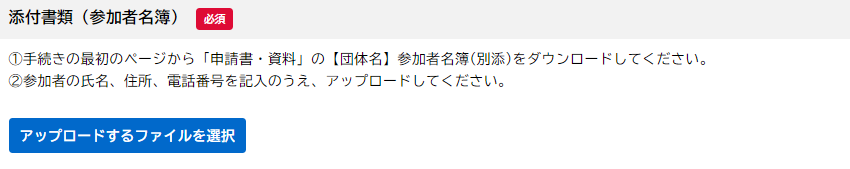 添付書類（参加者名簿） 必須
①手続きの最初のページから「申請書・資料」の【団体名】参加者名簿(別添)をダウンロードしてください。
②参加者の氏名、住所、電話番号を記入のうえ、アップロードしてください。
アップロードするファイルを選択